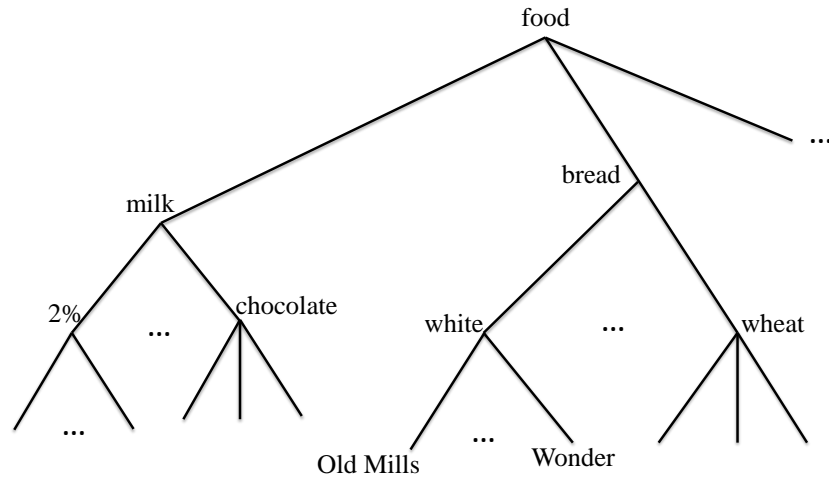 food
...
bread
milk
2%
...
chocolate
white
...
wheat
...
Old Mills
...
Wonder